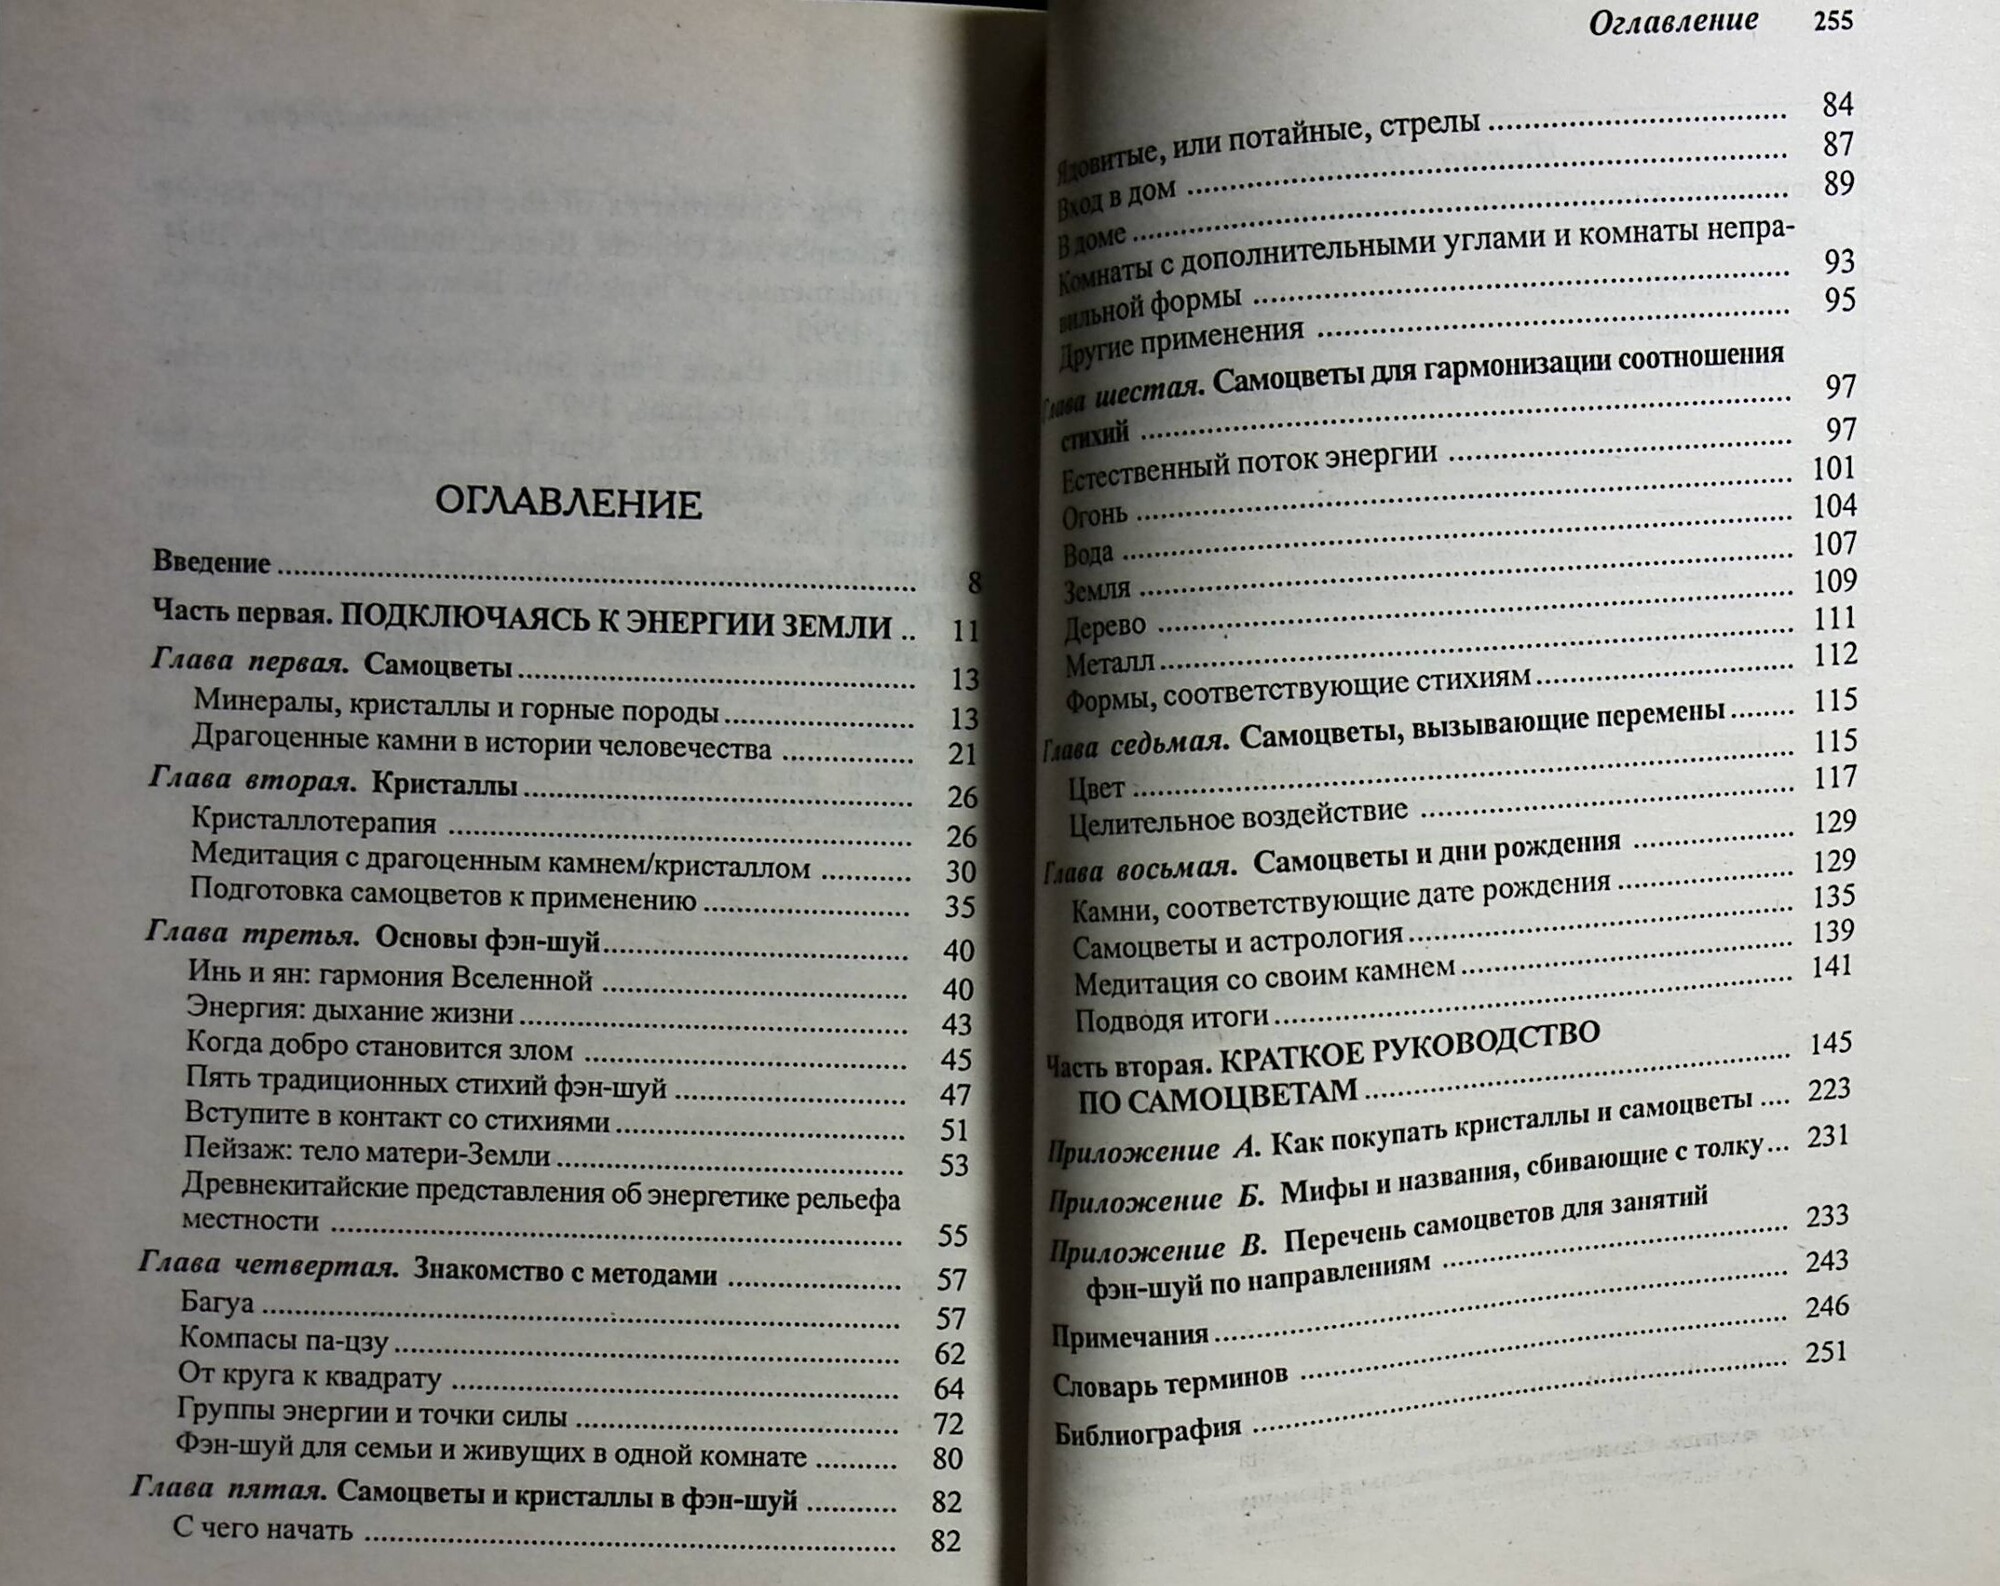 ОГЛАВЛЕНИЕ
Введение ........ 8
Часть первая. ПОДКЛЮЧАЯСЬ К ЭНЕРГИИ ЗЕМЛИ .. 11
Глава первая. Самоцветы ........ 13
Минералы, кристаллы и горные породы ........ 13
Драгоценные камни в истории человечества ........ 21
Глава вторая. Кристаллы ........ 26
Кристаллотерапия ........ 26
Медитация с драгоценным камнем/кристаллом ........ 30
Подготовка самоцветов к применению ........ 35
Глава третья. Основы фэн-шуй ........ 40
Инь и ян: гармония Вселенной ........ 40
Энергия: дыхание жизни ........ 43
Когда добро становится злом ........ 45
Пять традиционных стихий фэн-шуй ........ 47
Вступите в контакт со стихиями ........ 51
Пейзаж: тело матери-Земли ........ 53
Древнекитайские представления об энергетике рельефа
местности ........ 55
Глава четвертая. Знакомство с методами ........ 57
Багуа ........ 57
Компасы па-цзу ........ 62
От круга к квадрату ........ 64
Группы энергии и точки силы ........ 72
Фэн-шуй для семьи и живущих в одной комнате ........ 80
Глава пятая. Самоцветы и кристаллы в фэн-шуй ........ 82
С чего начать ........ 82
Оглавление 255
Ядовитые, или потайные, стрелы ........ 84
Вход в дом ........ 87
В доме ........ 89
Комнаты с дополнительными углами и комнаты непра-
вильной формы ........ 93
Другие применения ........ 95
Глава шестая. Самоцветы для гармонизации соотношения
стихий ........ 97
Естественный поток энергии ........ 97
Огонь ........ 101
Вода ........ 104
Земля ........ 107
Дерево ........ 109
Металл ........ 111
Формы, соответствующие стихиям ........ 112
Глава седьмая. Самоцветы, вызывающие перемены ........ 115
Цвет ........ 115
Целительное воздействие ........ 117
Глава восьмая. Самоцветы и дни рождения ........ 129
Камни, соответствующие дате рождения ........ 129
Самоцветы и астрология ........ 135
Медитация со своим камнем ........ 139
Подводя итоги ........ 141
Часть вторая. КРАТКОЕ РУКОВОДСТВО
ПО САМОЦВЕТАМ ........ 145
Приложение А. Как покупать кристаллы и самоцветы .... 223
Приложение Б. Мифы и названия, сбивающие с толку ... 231
Приложение В. Перечень самоцветов для занятий
фэн-шуй по направлениям ........ 233
Примечания ........ 243
Словарь терминов ........ 246
Библиография ........ 251